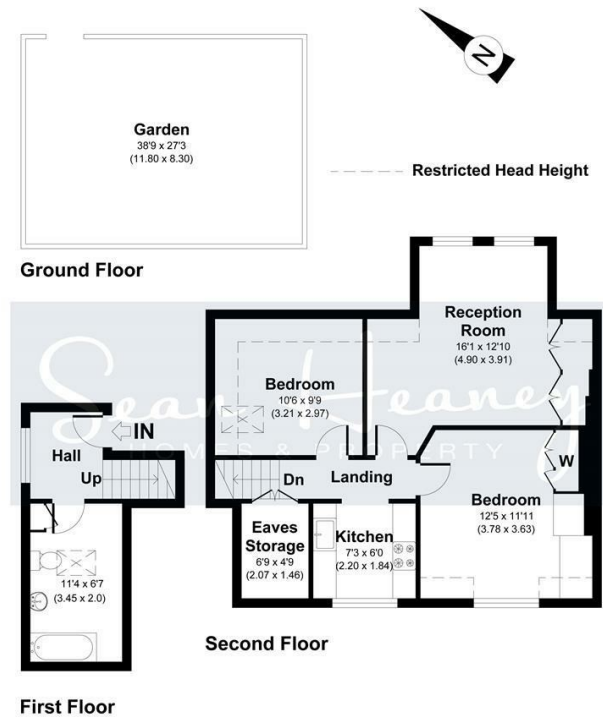 N
Garden
38'9 x 27'3
(11.80 x 8.30)
Restricted Head Height
Ground Floor
Reception
Room
16'1 x 12'10
(4.90 x 3.91)
Bedroom
10'6 x 9'9
(3.21 x 2.97)
Sean Heaney
HOMES & PROPERTY
IN
Hall
Up
Dn
Landing
W
Bedroom
12'5 x 11'11
(3.78 x 3.63)
Eaves
Storage
6'9 x 4'9
(2.07 x 1.46)
Kitchen
7'3 x 6'0
(2.20 x 1.84)
11'4 x 6'7
(3.45 x 2.0)
Second Floor
First Floor